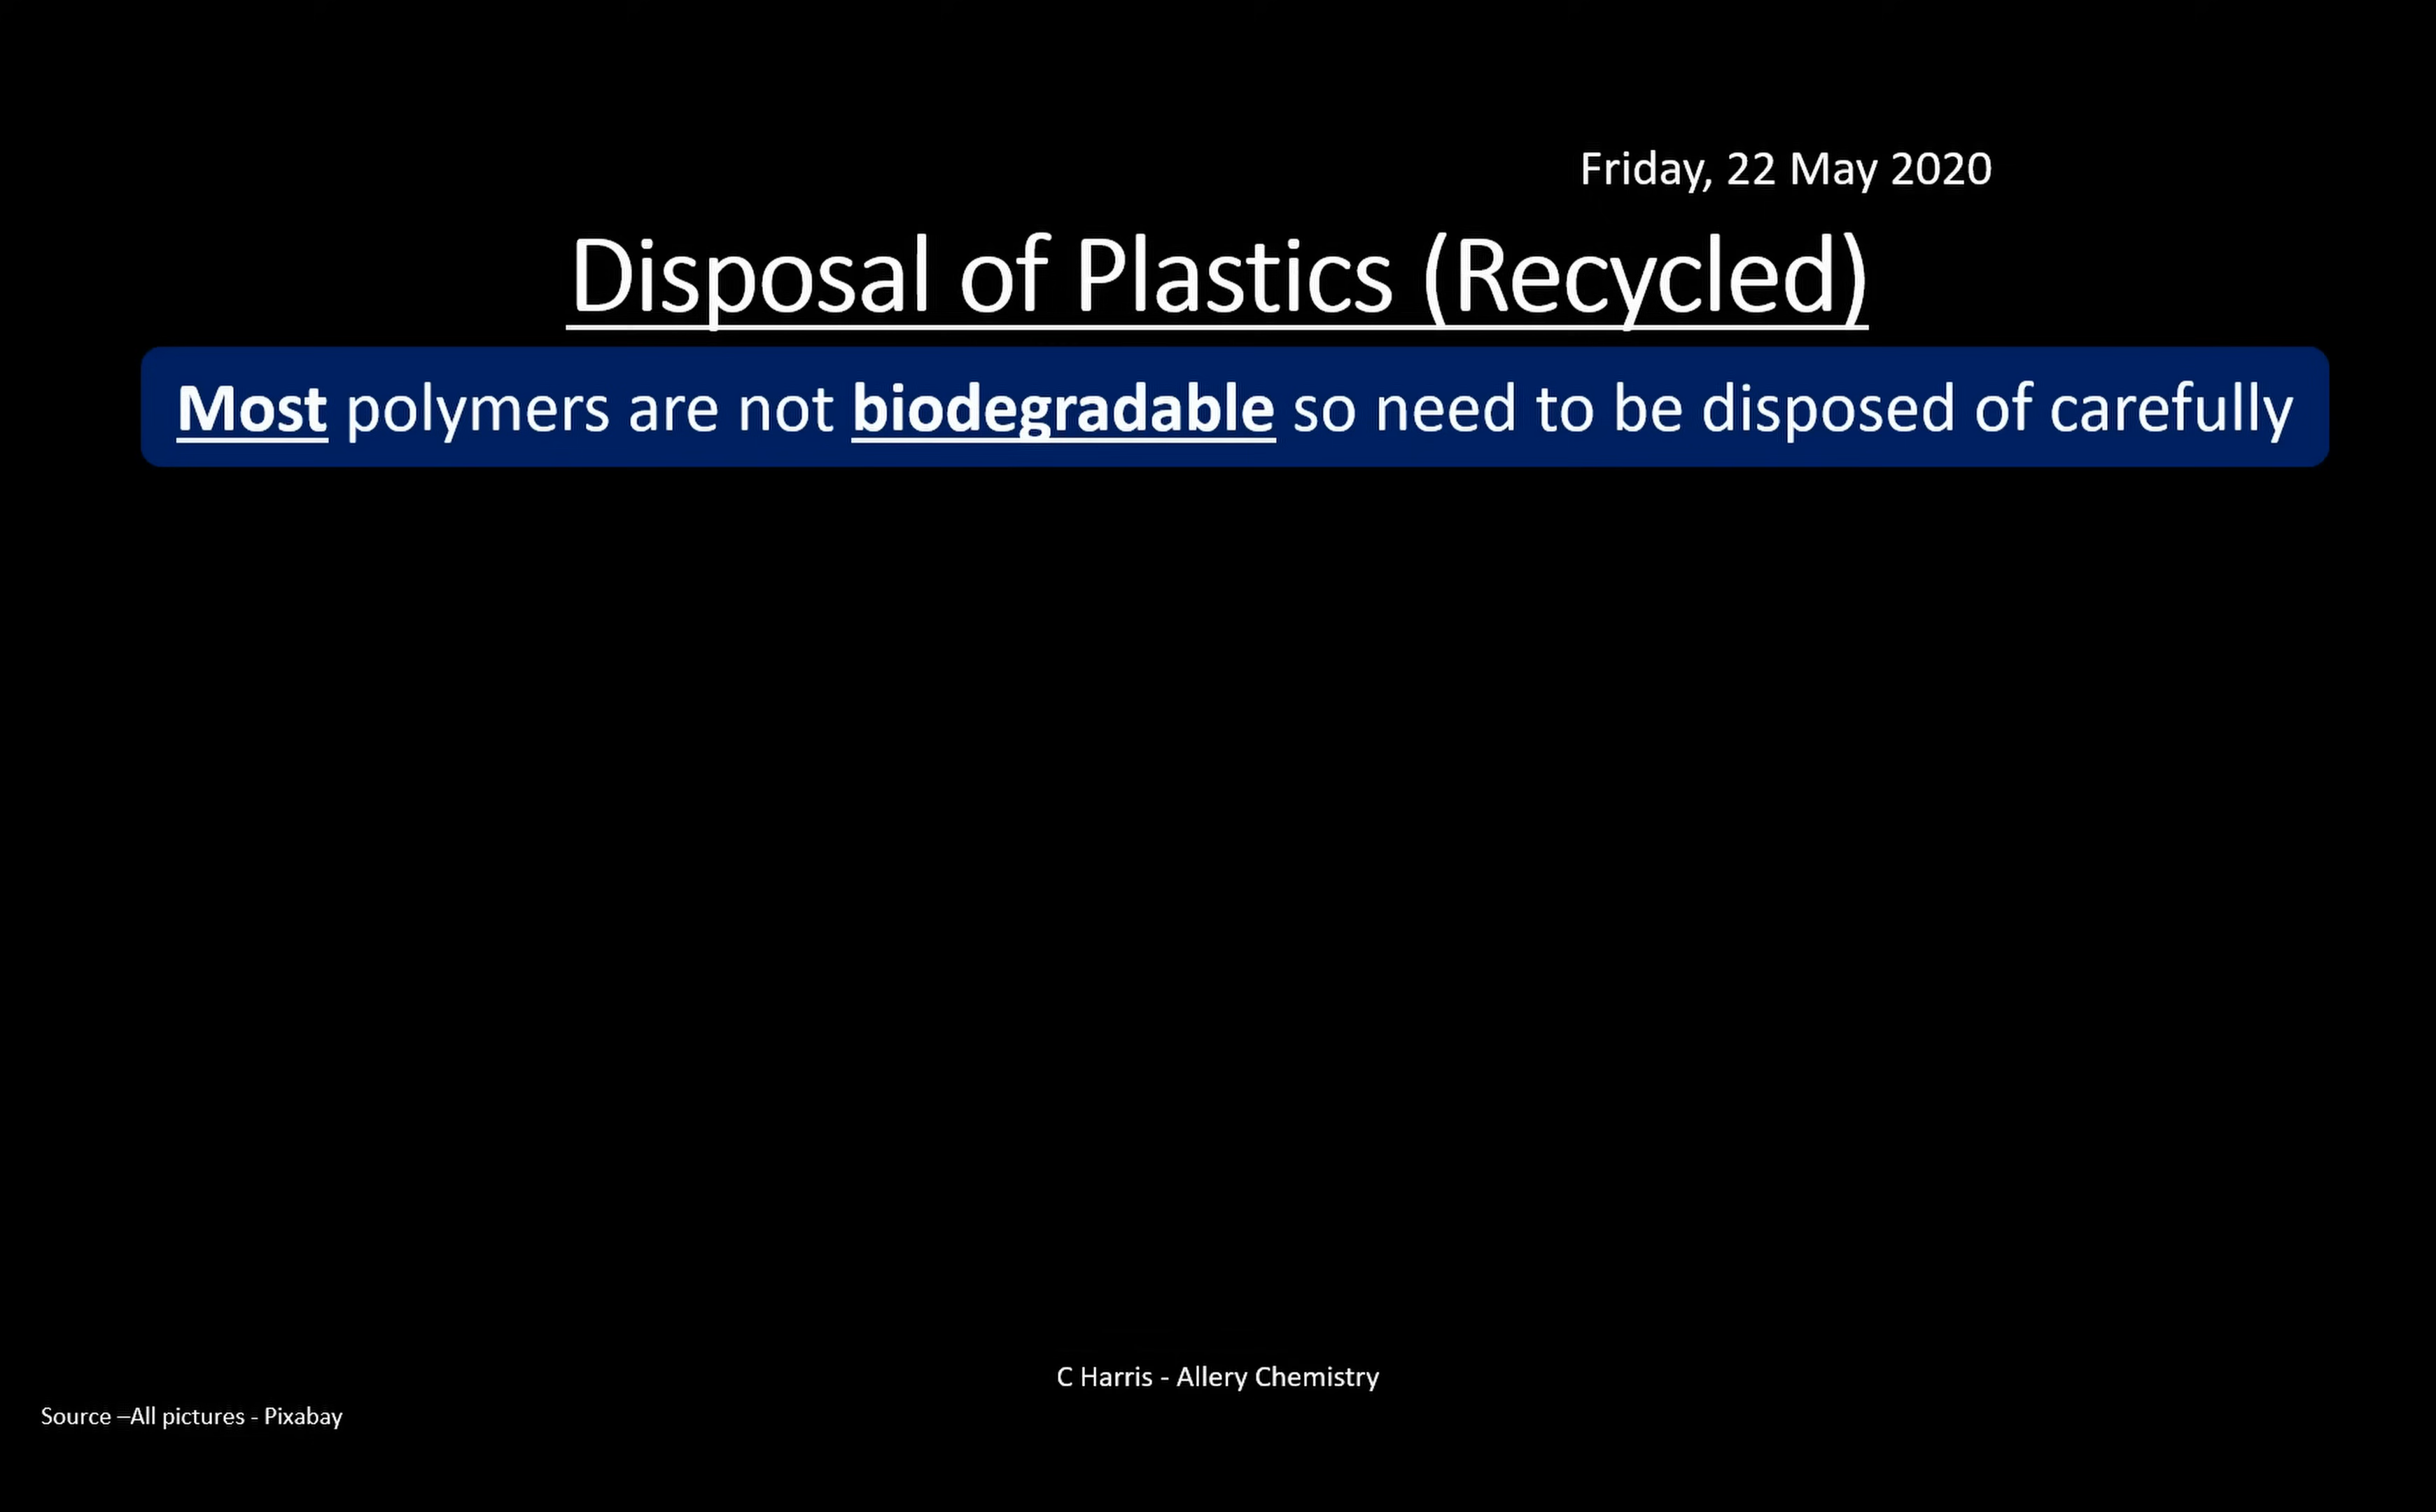 Friday, 22 May 2020
Disposal of Plastics (Recycled)
Most polymers are not biodegradable so need to be disposed of carefully
C Harris - Allery Chemistry
Source –All pictures - Pixabay